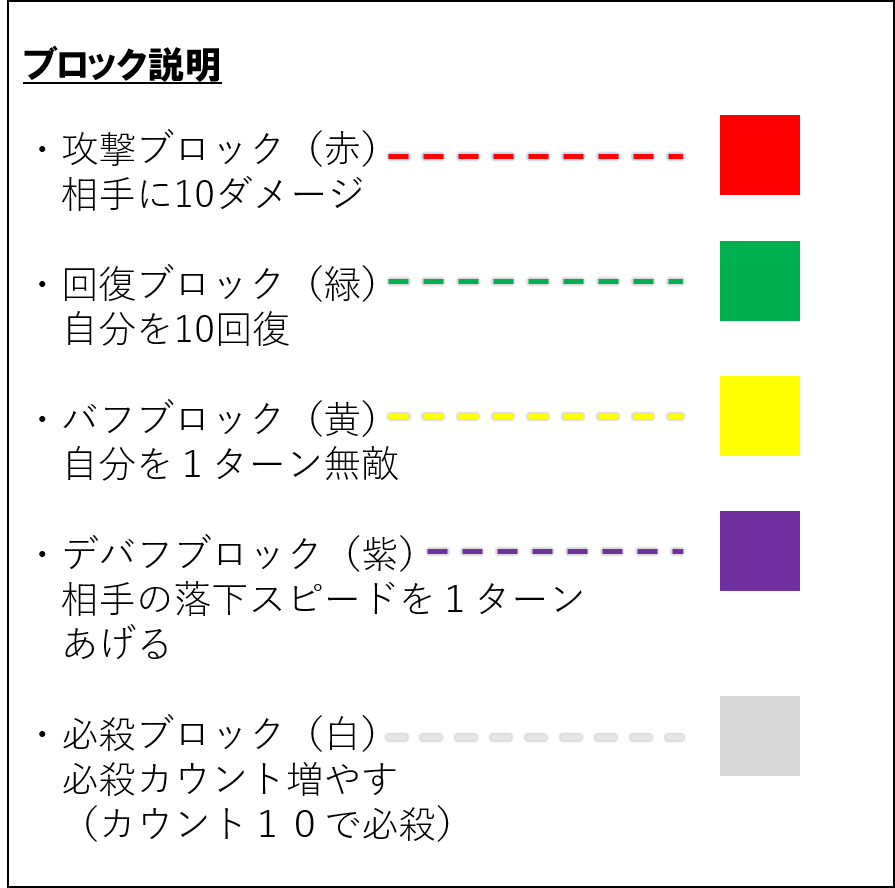 ブロック説明
・攻撃ブロック（赤）
相手に10ダメージ
・回復ブロック（緑）
自分を10回復
・バフブロック（黄）
自分を１ターン無敵
・デバフブロック（紫）
相手の落下スピードを１ターン
あげる
・必殺ブロック（白）
必殺カウント増やす
（カウント１０で必殺）